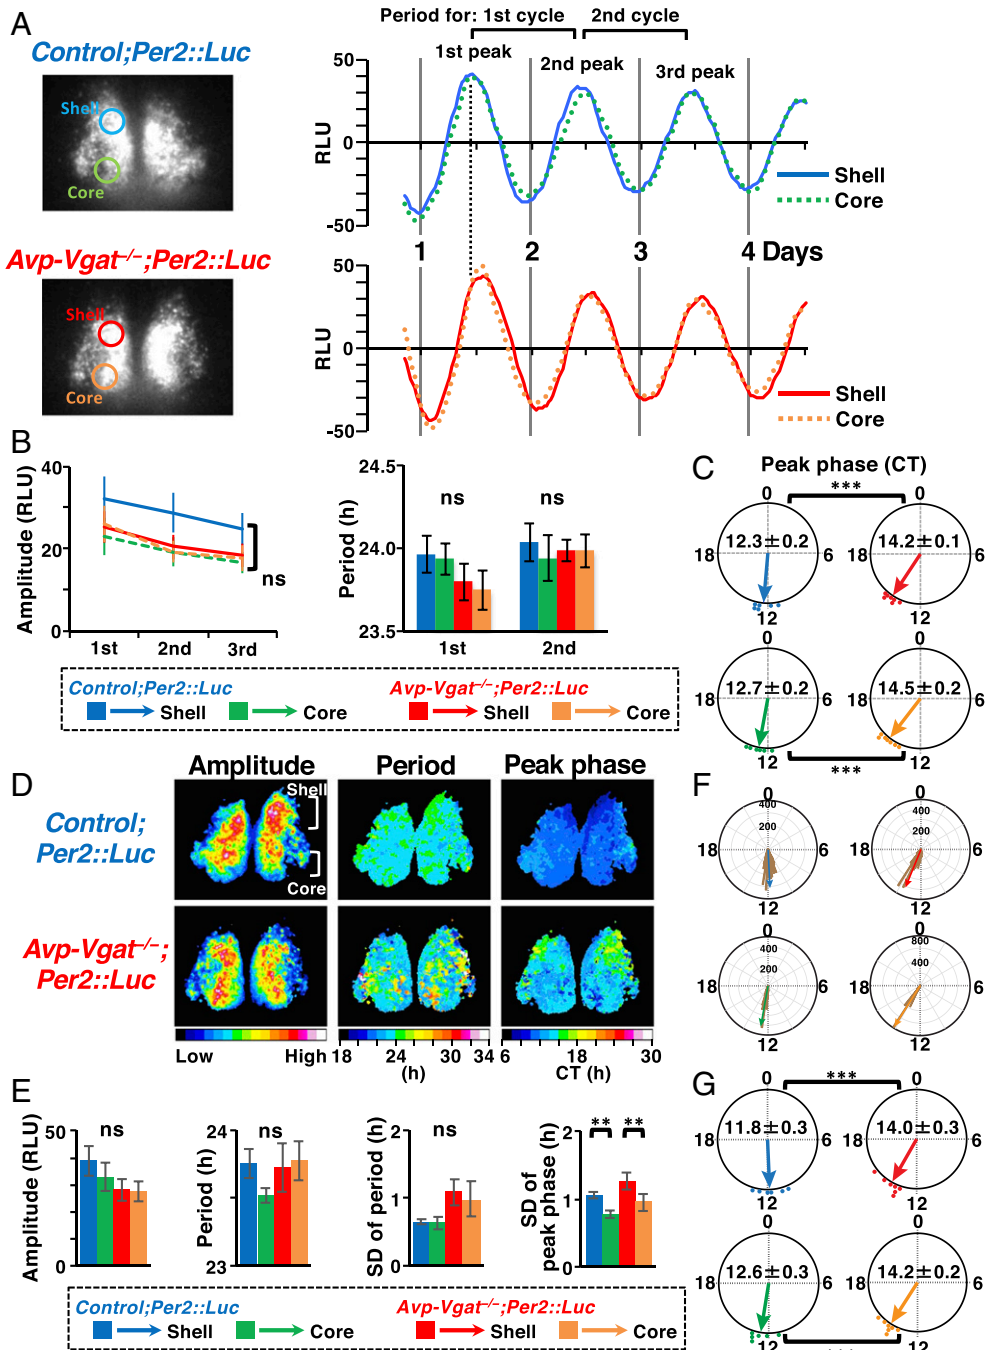 A
Control;Per2::Luc
Shell
Core
Period for: 1st cycle 2nd cycle
1st peak
2nd peak
3rd peak
50
0
-50
RLU
Shell
Core
1 2 3 4 Days
Avp-Vgat-/-;Per2::Luc
Shell
Core
50
0
-50
RLU
Shell
Core
B
Amplitude (RLU)
40
20
0
1st 2nd 3rd
ns
Period (h)
24.5
24.0
23.5
ns ns
1st 2nd
Control;Per2::Luc
Shell Core
Avp-Vgat-/-;Per2::Luc
Shell Core
C
Peak phase (CT)
***
0
12.3±0.2
18 6
12
0
14.2±0.1
18 6
12
0
12.7±0.2
18 6
12
0
14.5±0.2
18 6
12
***
D
Amplitude Period Peak phase
Control;
Per2::Luc
Shell
Core
Avp-Vgat-/-;
Per2::Luc
Low High
18 24 30 34
(h)
6 18 30
CT (h)
F
0
400
200
18 6
12
0
400
200
18 6
12
0
400
200
18 6
12
0
800
400
18 6
12
E
Amplitude (RLU)
50
0
ns
Period (h)
24
23
ns
SD of period (h)
2
1
0
ns
SD of
peak phase (h)
2
1
0
** **
Control;Per2::Luc
Shell Core
Avp-Vgat-/-;Per2::Luc
Shell Core
G
***
0
11.8±0.3
18 6
12
0
14.0±0.3
18 6
12
0
12.6±0.3
18 6
12
0
14.2±0.2
18 6
12